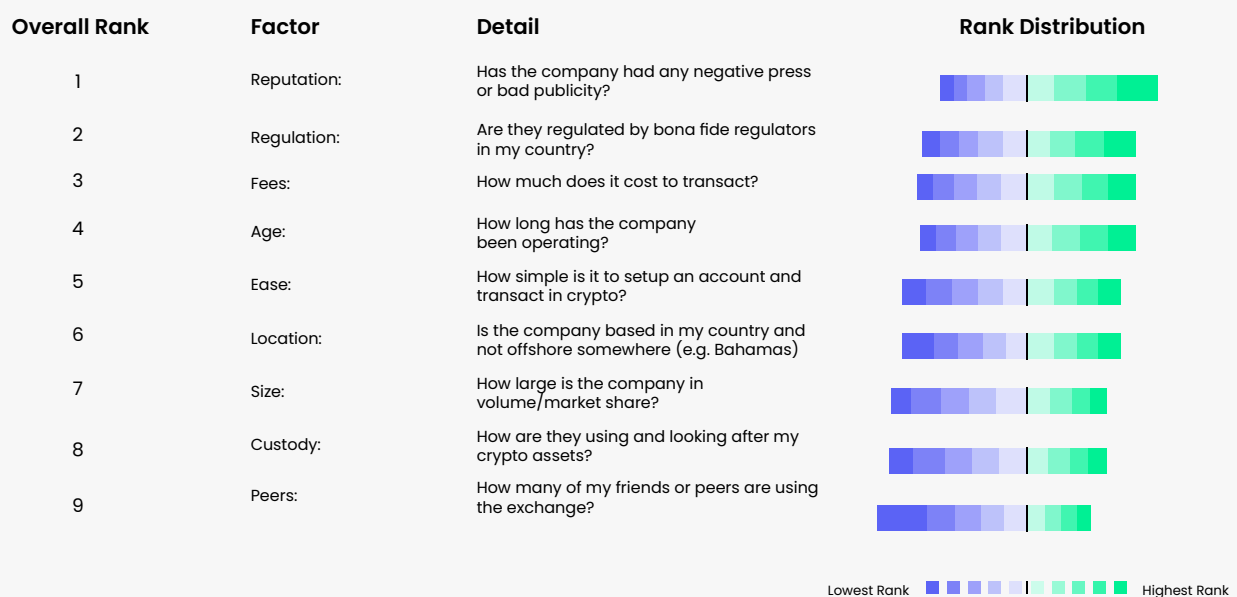 Overall Rank Factor Detail Rank Distribution
1 Reputation: Has the company had any negative press
or bad publicity?
2 Regulation: Are they regulated by bona fide regulators
in my country?
3 Fees: How much does it cost to transact?
4 Age: How long has the company
been operating?
5 Ease: How simple is it to setup an account and
transact in crypto?
6 Location: Is the company based in my country and
not offshore somewhere (e.g. Bahamas)
7 Size: How large is the company in
volume/market share?
8 Custody: How are they using and looking after my
crypto assets?
9 Peers: How many of my friends or peers are using
the exchange?
Lowest Rank Highest Rank